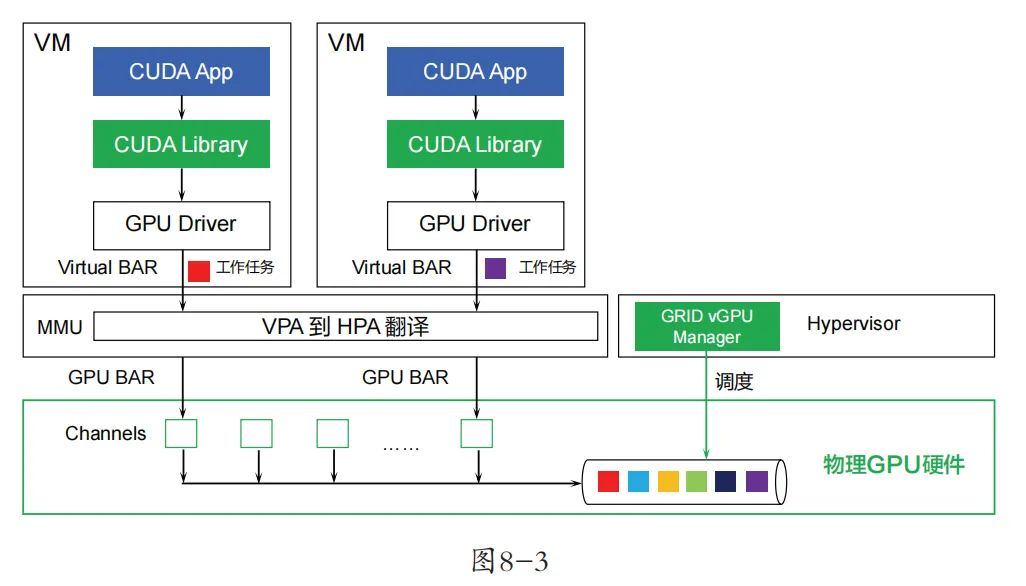 VM
CUDA App
CUDA Library
GPU Driver
Virtual BAR
工作任务
VM
CUDA App
CUDA Library
GPU Driver
Virtual BAR
工作任务
MMU
VPA 到 HPA 翻译
GRID vGPU
Manager
Hypervisor
GPU BAR
GPU BAR
调度
Channels
……
物理GPU硬件
图8-3